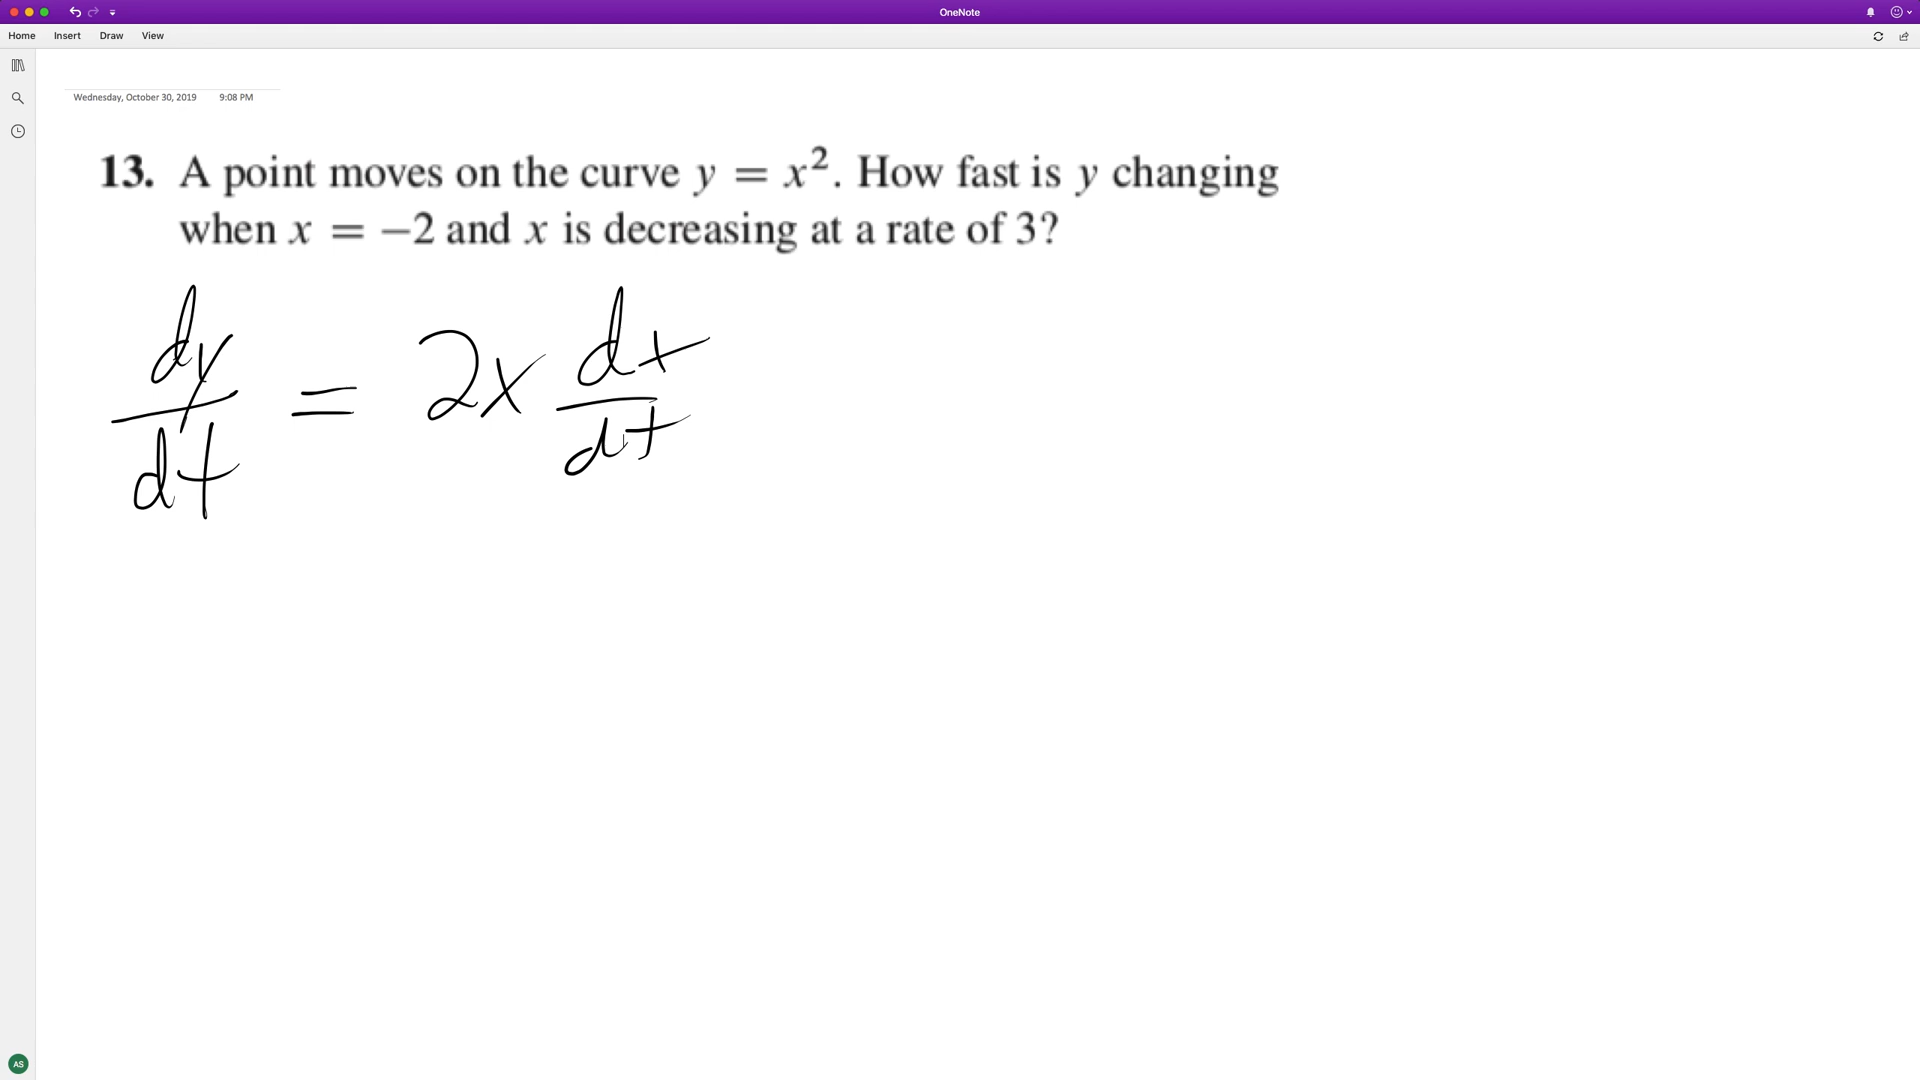 OneNote
Home Insert Draw View
Wednesday, October 30, 2019 9:08 PM
13. A point moves on the curve y = x². How fast is y changing
when x = −2 and x is decreasing at a rate of 3?
dy/dt = 2x dx/dt
AS